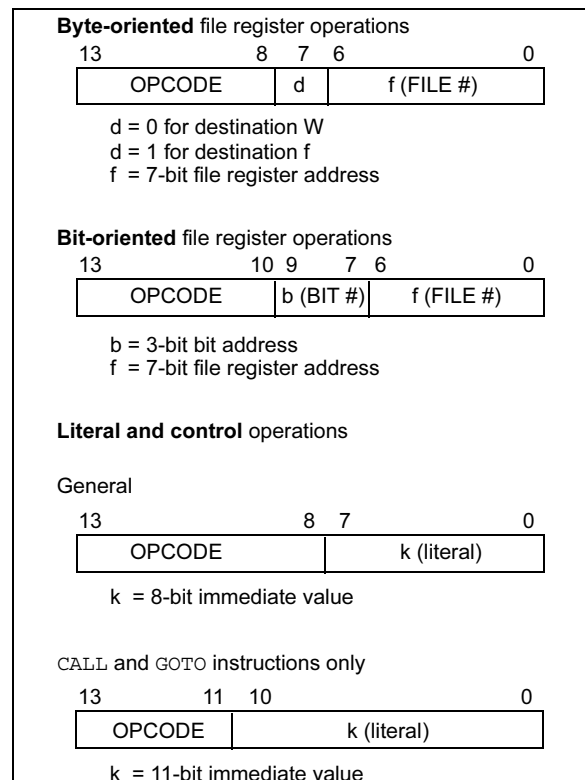 Byte-oriented file register operations
13 8 7 6 0
OPCODE d f (FILE #)
d = 0 for destination W
d = 1 for destination f
f = 7-bit file register address
Bit-oriented file register operations
13 10 9 7 6 0
OPCODE b (BIT #) f (FILE #)
b = 3-bit bit address
f = 7-bit file register address
Literal and control operations
General
13 8 7 0
OPCODE k (literal)
k = 8-bit immediate value
CALL and GOTO instructions only
13 11 10 0
OPCODE k (literal)
k = 11-bit immediate value